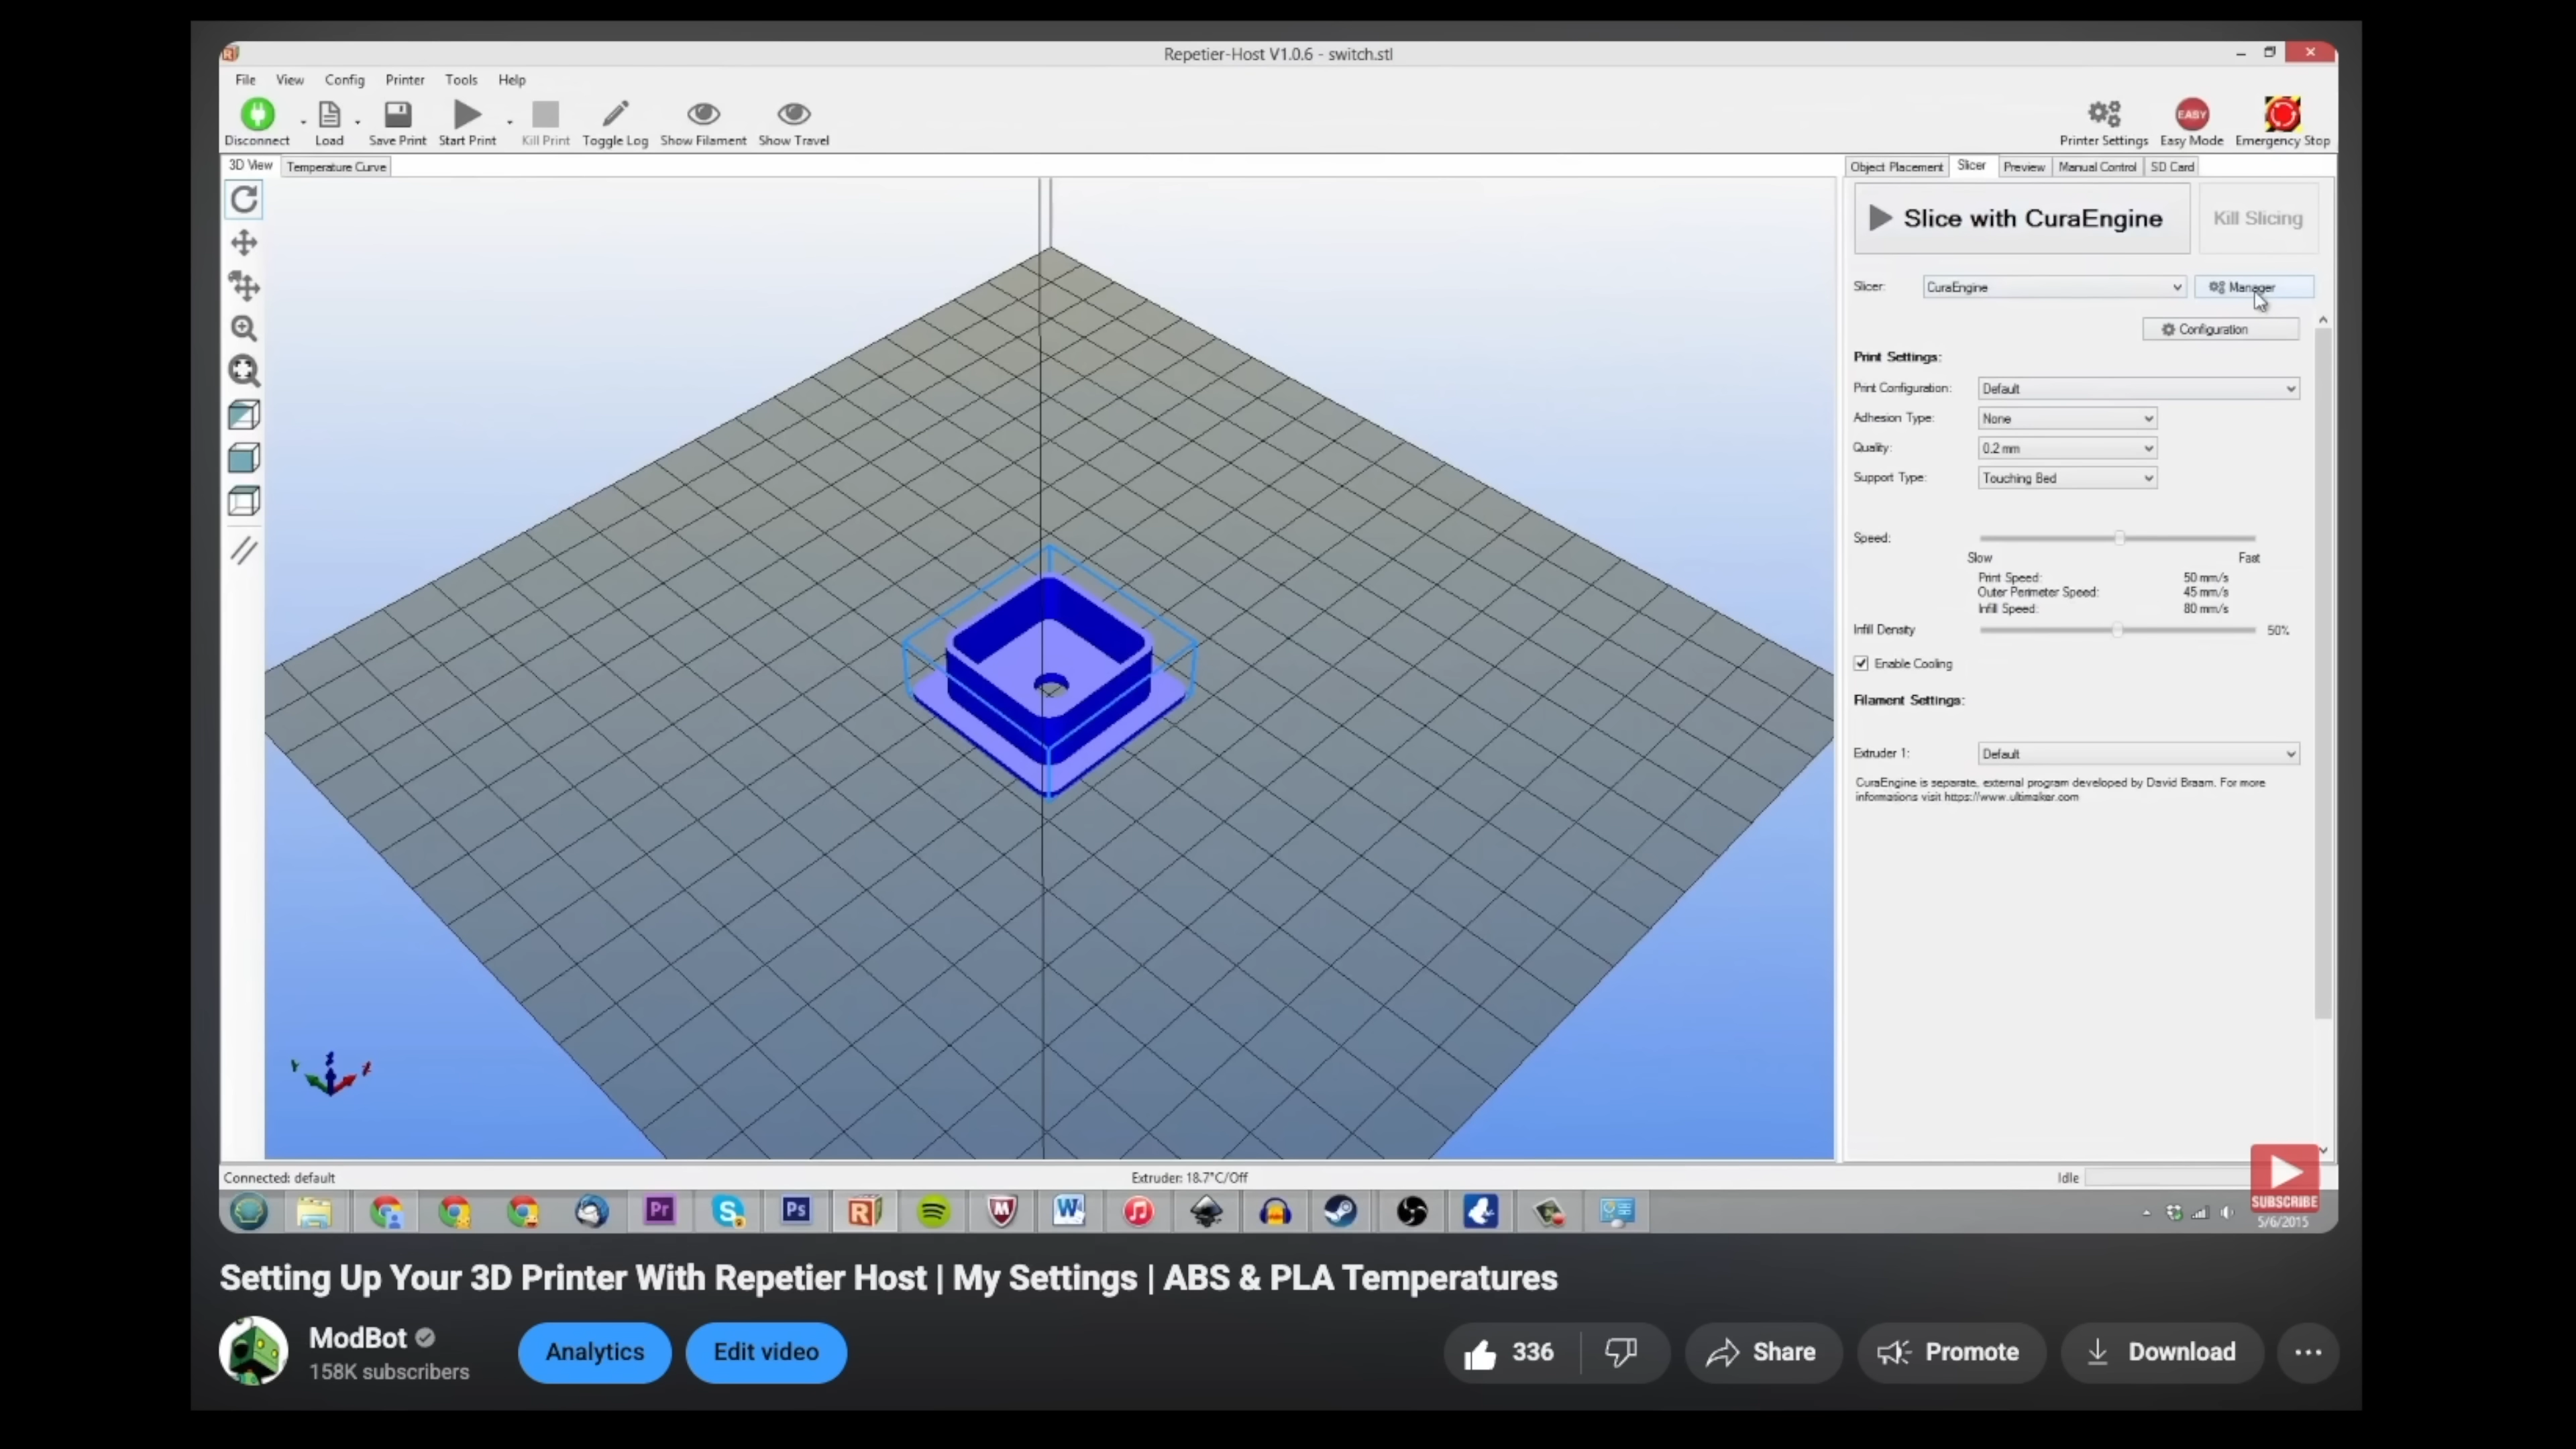 Repetier-Host V1.0.6 - switch.stl
File View Config Printer Tools Help
Disconnect Load Save Print Start Print Kill Print Toggle Log Show Filament Show Travel
EASY
Printer Settings Easy Mode Emergency Stop
3D View Temperature Curve
Object Placement Slicer Preview Manual Control SD Card
Slice with CuraEngine
Kill Slicing
Slicer: CuraEngine Manager
Configuration
Print Settings:
Print Configuration: Default
Adhesion Type: None
Quality: 0.2 mm
Support Type: Touching Bed
Speed:
Slow Fast
Print Speed: 50 mm/s
Outer Perimeter Speed: 45 mm/s
Infill Speed: 80 mm/s
Infill Density 50%
Enable Cooling
Filament Settings:
Extruder 1: Default
CuraEngine is separate, external program developed by David Braam. For more
informations visit https://www.ultimaker.com
Connected: default
Extruder: 18.7°C/Off
Idle
Pr
S
Ps
R
M
W
SUBSCRIBE
5/6/2015
Setting Up Your 3D Printer With Repetier Host | My Settings | ABS & PLA Temperatures
ModBot
158K subscribers
Analytics
Edit video
336
Share
Promote
Download